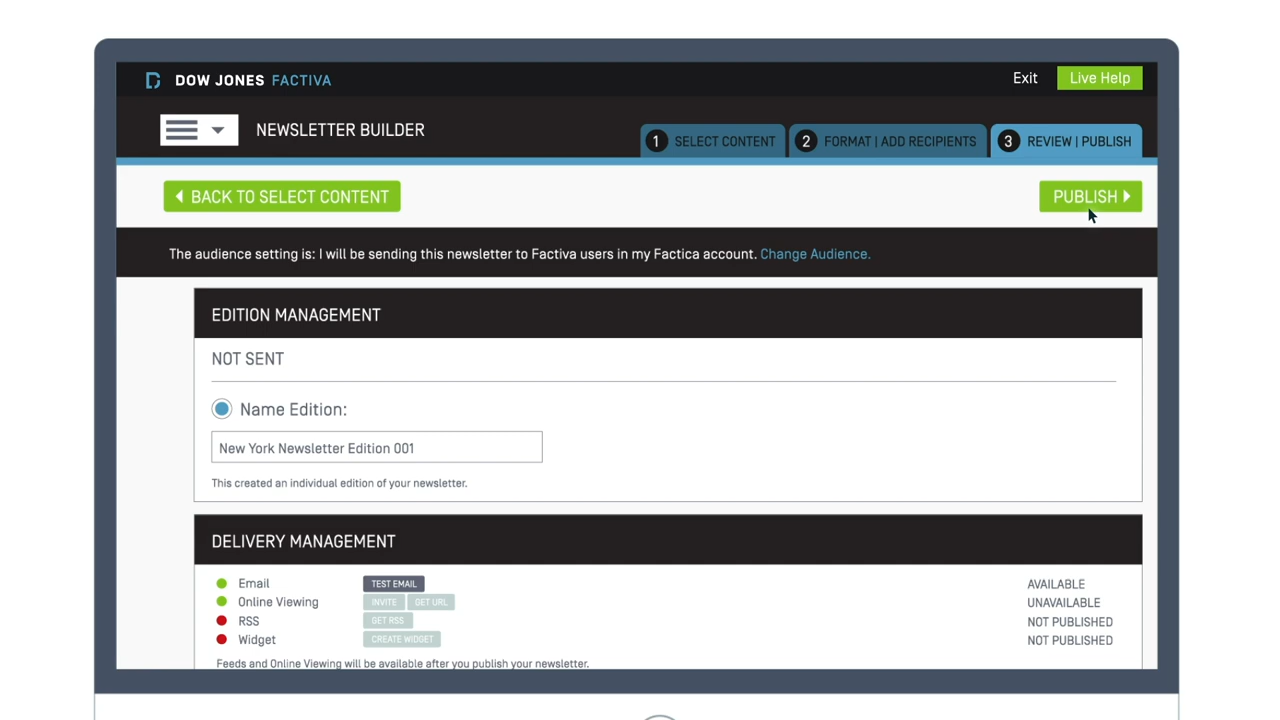 DOW JONES FACTIVA
Exit
Live Help
NEWSLETTER BUILDER
1 SELECT CONTENT
2 FORMAT | ADD RECIPIENTS
3 REVIEW | PUBLISH
BACK TO SELECT CONTENT
PUBLISH
The audience setting is: I will be sending this newsletter to Factiva users in my Factica account. Change Audience.
EDITION MANAGEMENT
NOT SENT
Name Edition:
New York Newsletter Edition 001
This created an individual edition of your newsletter.
DELIVERY MANAGEMENT
Email TEST EMAIL AVAILABLE
Online Viewing INVITE GET URL UNAVAILABLE
RSS GET RSS NOT PUBLISHED
Widget CREATE WIDGET NOT PUBLISHED
Feeds and Online Viewing will be available after you publish your newsletter.